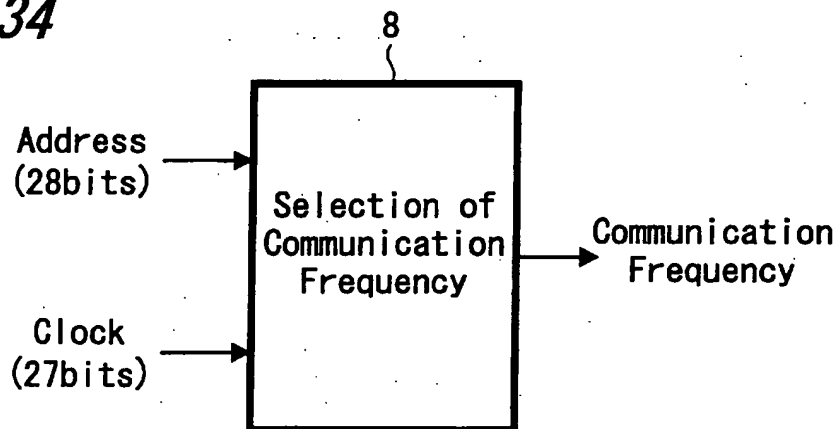 34
8
Address
(28bits)
Selection of
Communication
Frequency
Communication
Frequency
Clock
(27bits)